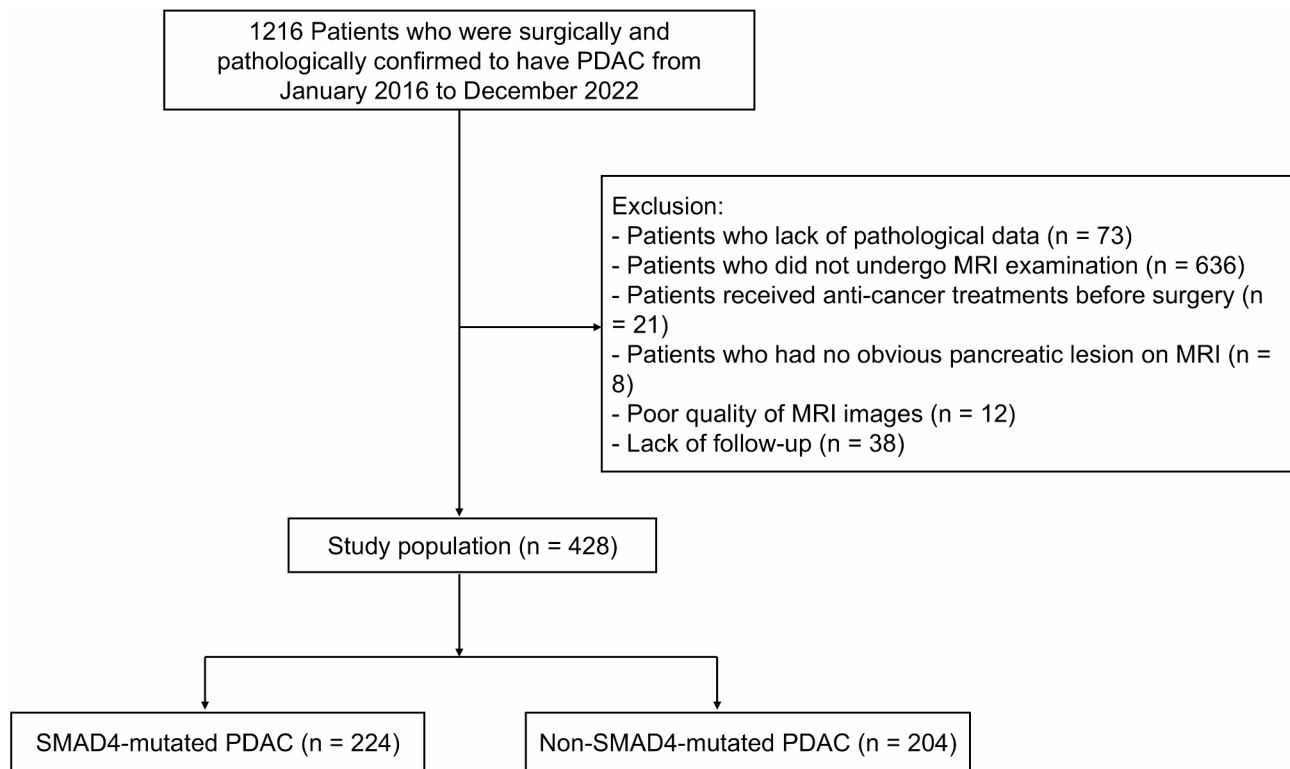 1216 Patients who were surgically and
pathologically confirmed to have PDAC from
January 2016 to December 2022
Exclusion:
- Patients who lack of pathological data (n = 73)
- Patients who did not undergo MRI examination (n = 636)
- Patients received anti-cancer treatments before surgery (n
= 21)
- Patients who had no obvious pancreatic lesion on MRI (n =
8)
- Poor quality of MRI images (n = 12)
- Lack of follow-up (n = 38)
Study population (n = 428)
SMAD4-mutated PDAC (n = 224)
Non-SMAD4-mutated PDAC (n = 204)